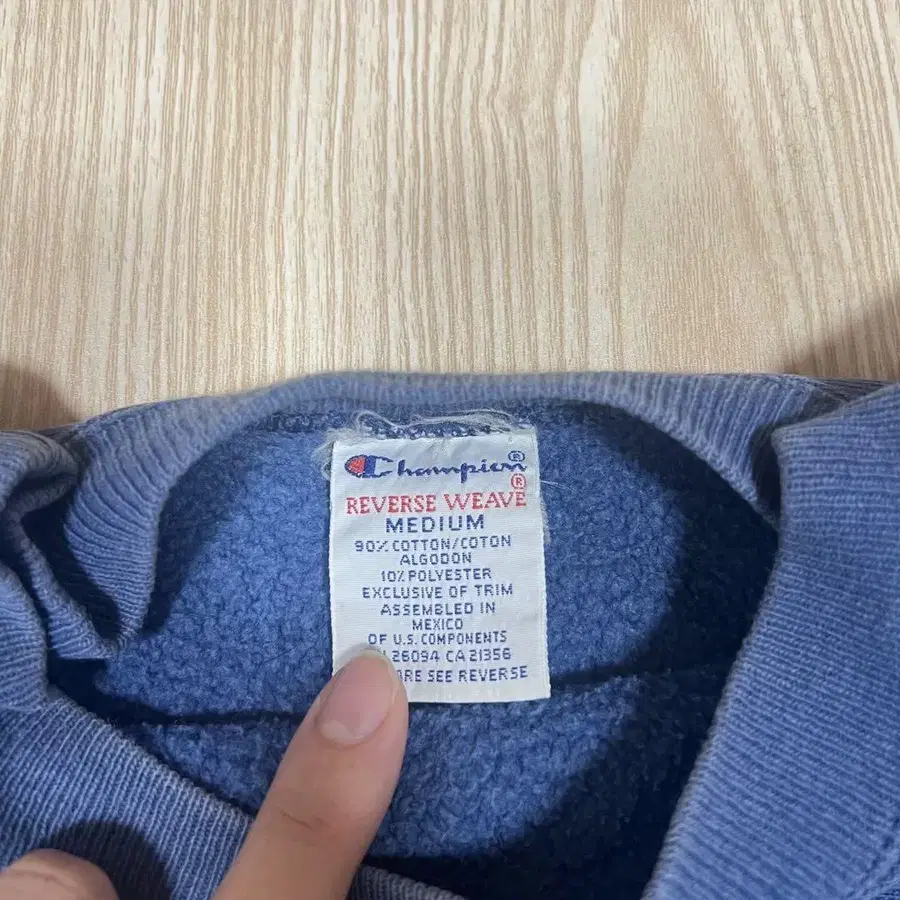 Champion®
REVERSE WEAVE®
MEDIUM
90% COTTON/COTON
ALGODON
10% POLYESTER
EXCLUSIVE OF TRIM
ASSEMBLED IN
MEXICO
OF U.S. COMPONENTS
26094 CA 21356
SEE REVERSE